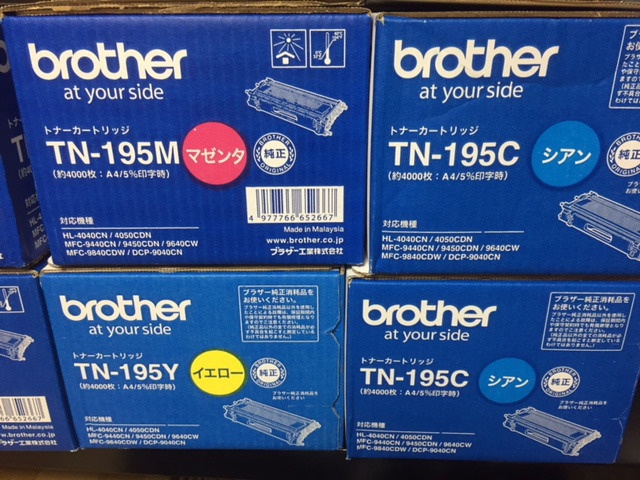 brother
at your side
トナーカートリッジ
TN-195M
マゼンタ
BROTHER
純正
ORIGINAL
(約4000枚：A4/5%印字時)
4 977766 652667
対応機種
HL-4040CN / 4050CDN
MFC-9440CN / 9450CDN / 9640CW
MFC-9840CDW / DCP-9040CN
Made in Malaysia
www.brother.co.jp
ブラザー工業株式会社
brother
at your side
トナーカートリッジ
TN-195C
シアン
BROTHER
純正
(約4000枚：A4/5%印字時)
対応機種
HL-4040CN / 4050CDN
MFC-9440CN / 9450CDN / 9640CW
MFC-9840CDW / DCP-9040CN
brother
at your side
ブラザー純正消耗品を
お使いください。
トナーカートリッジ
TN-195Y
イエロー
純正
(約4000枚：A4/5%印字時)
対応機種
HL-4040CN / 4050CDN
MFC-9440CN / 9450CDN / 9640CW
MFC-9840CDW / DCP-9040CN
brother
at your side
ブラザー純正消耗品を
お使いください。
トナーカートリッジ
TN-195C
シアン
純正
(約4000枚：A4/5%印字時)
対応機種
HL-4040CN / 4050CDN
MFC-9440CN / 9450CDN / 9640CW
MFC-9840CDW / DCP-9040CN
66 652667
Made in Malaysia
her.co.jp
業株式会社